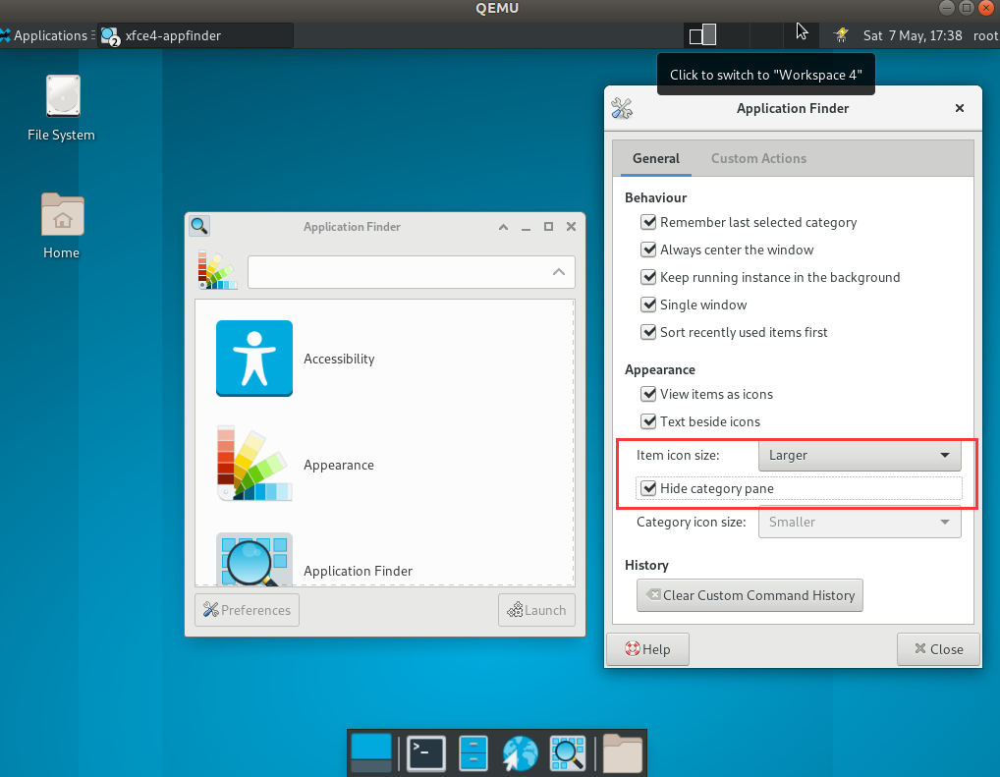 QEMU
Applications
2
xfce4-appfinder
Sat 7 May, 17:38
root
Click to switch to "Workspace 4"
File System
Home
Application Finder
Accessibility
Appearance
Application Finder
Preferences
Launch
Application Finder
General
Custom Actions
Behaviour
Remember last selected category
Always center the window
Keep running instance in the background
Single window
Sort recently used items first
Appearance
View items as icons
Text beside icons
Item icon size:
Larger
Hide category pane
Category icon size:
Smaller
History
Clear Custom Command History
Help
Close